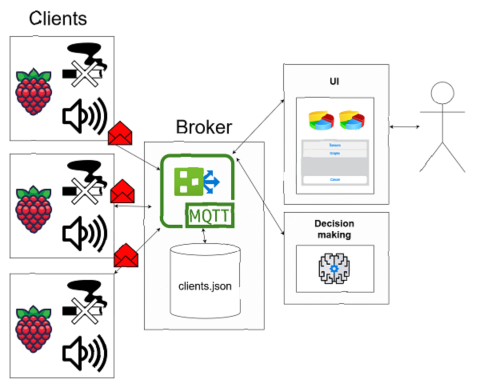 Clients
Broker
MQTT
clients.json
UI
Decision
making